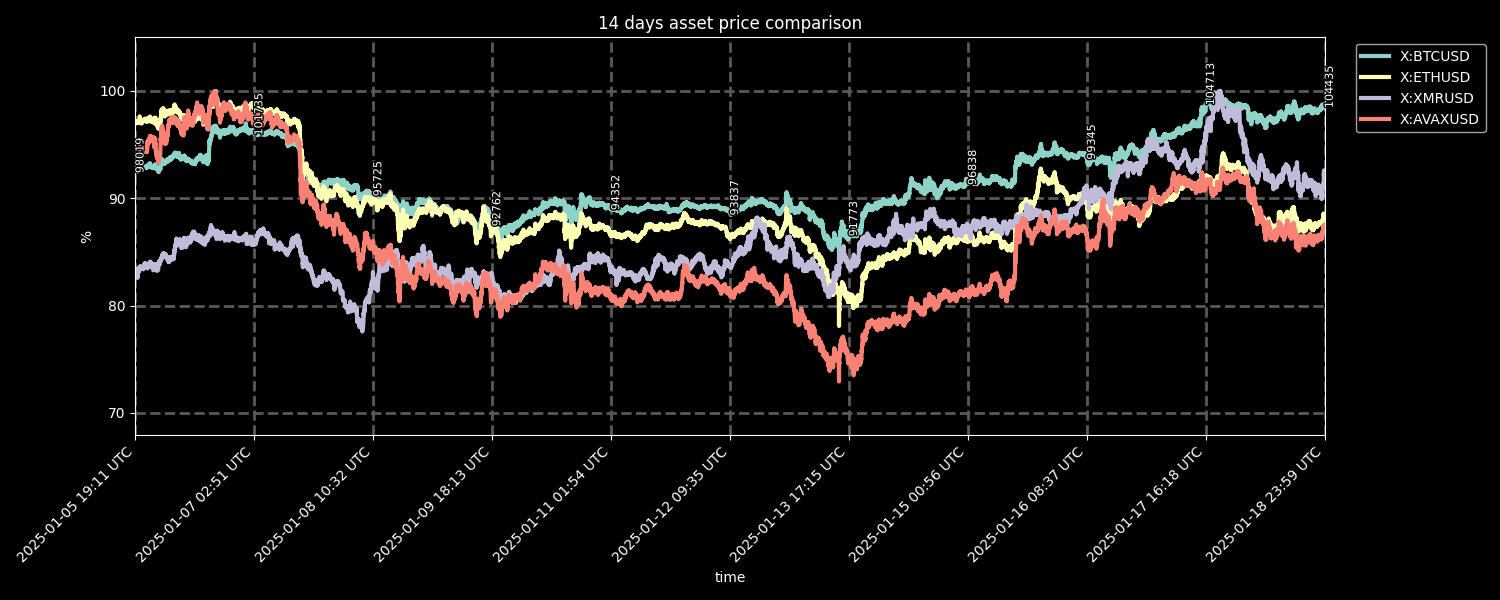 14 days asset price comparison
X:BTCUSD
X:ETHUSD
X:XMRUSD
X:AVAXUSD
100
90
80
70
%
98019
101735
95725
92762
94352
93837
91773
96838
99345
104713
104435
2025-01-05 19:11 UTC
2025-01-07 02:51 UTC
2025-01-08 10:32 UTC
2025-01-09 18:13 UTC
2025-01-11 01:54 UTC
2025-01-12 09:35 UTC
2025-01-13 17:15 UTC
2025-01-15 00:56 UTC
2025-01-16 08:37 UTC
2025-01-17 16:18 UTC
2025-01-18 23:59 UTC
time